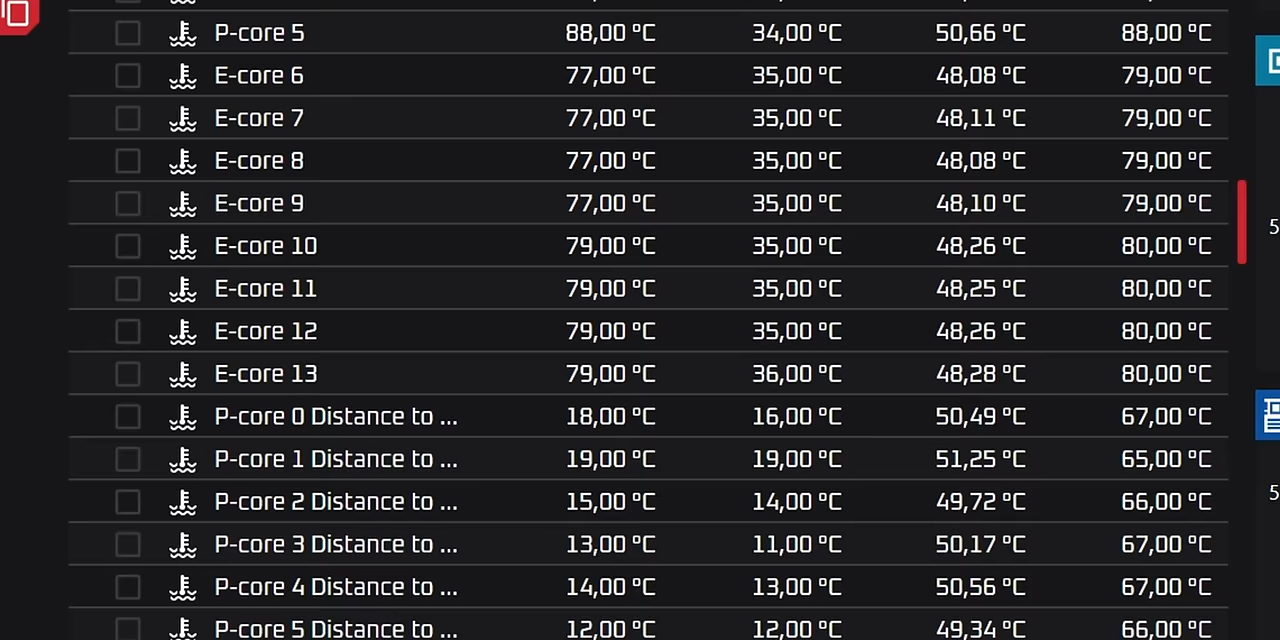 P-core 5 88,00 °C 34,00 °C 50,66 °C 88,00 °C
E-core 6 77,00 °C 35,00 °C 48,08 °C 79,00 °C
E-core 7 77,00 °C 35,00 °C 48,11 °C 79,00 °C
E-core 8 77,00 °C 35,00 °C 48,08 °C 79,00 °C
E-core 9 77,00 °C 35,00 °C 48,10 °C 79,00 °C
5
E-core 10 79,00 °C 35,00 °C 48,26 °C 80,00 °C
E-core 11 79,00 °C 35,00 °C 48,25 °C 80,00 °C
E-core 12 79,00 °C 35,00 °C 48,26 °C 80,00 °C
E-core 13 79,00 °C 36,00 °C 48,28 °C 80,00 °C
P-core 0 Distance to ... 18,00 °C 16,00 °C 50,49 °C 67,00 °C
P-core 1 Distance to ... 19,00 °C 19,00 °C 51,25 °C 65,00 °C
P-core 2 Distance to ... 15,00 °C 14,00 °C 49,72 °C 66,00 °C
5
P-core 3 Distance to ... 13,00 °C 11,00 °C 50,17 °C 67,00 °C
P-core 4 Distance to ... 14,00 °C 13,00 °C 50,56 °C 67,00 °C
P-core 5 Distance to ... 12,00 °C 12,00 °C 49,34 °C 66,00 °C